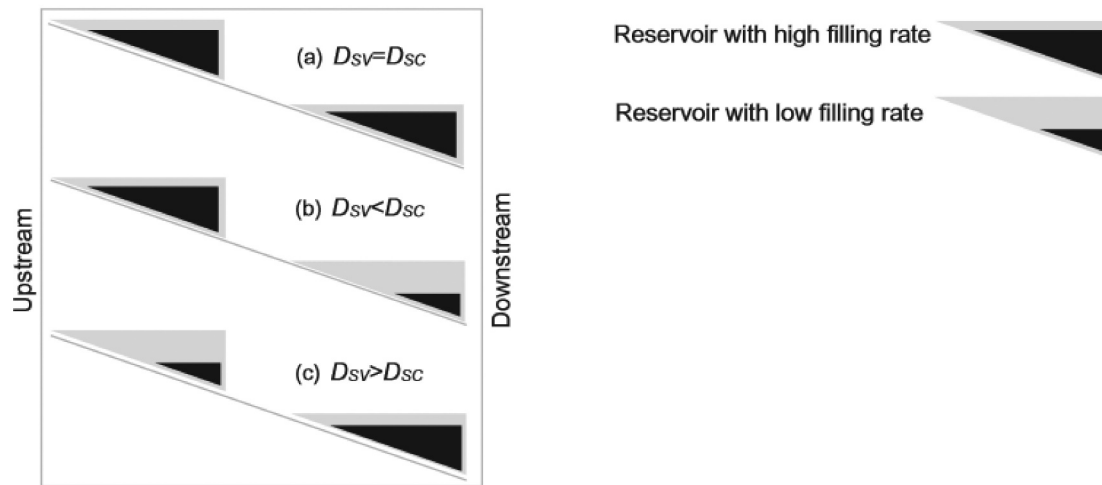 Upstream
(a) DSV=DSC
(b) DSV<DSC
(c) DSV>DSC
Downstream
Reservoir with high filling rate
Reservoir with low filling rate